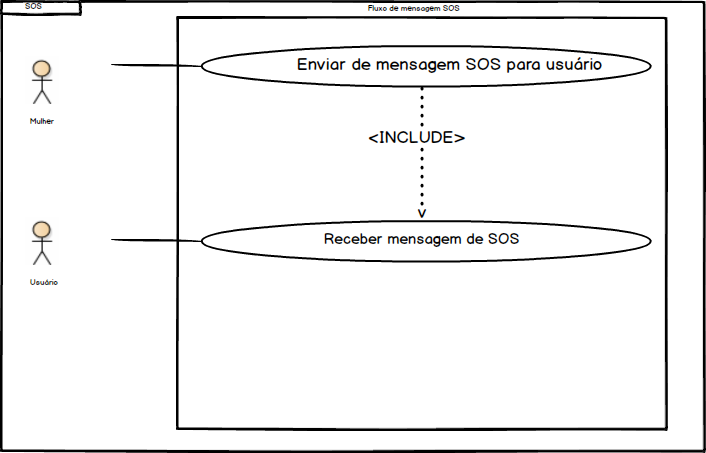 SOS
Fluxo de mensagem SOS
Enviar de mensagem SOS para usuário
Mulher
<INCLUDE>
Receber mensagem de SOS
Usuário